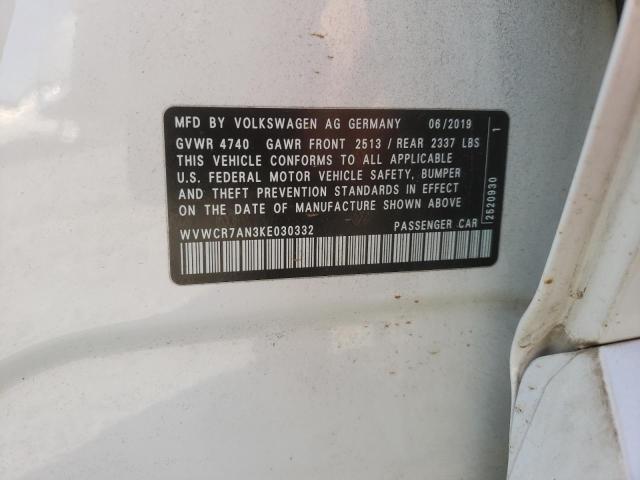 MFD BY VOLKSWAGEN AG GERMANY 06/2019
GVWR 4740 GAWR FRONT 2513 / REAR 2337 LBS
THIS VEHICLE CONFORMS TO ALL APPLICABLE
U.S. FEDERAL MOTOR VEHICLE SAFETY, BUMPER
AND THEFT PREVENTION STANDARDS IN EFFECT
ON THE DATE OF MANUFACTURE SHOWN ABOVE
WVWCR7AN3KE030332 PASSENGER CAR
2520930 1